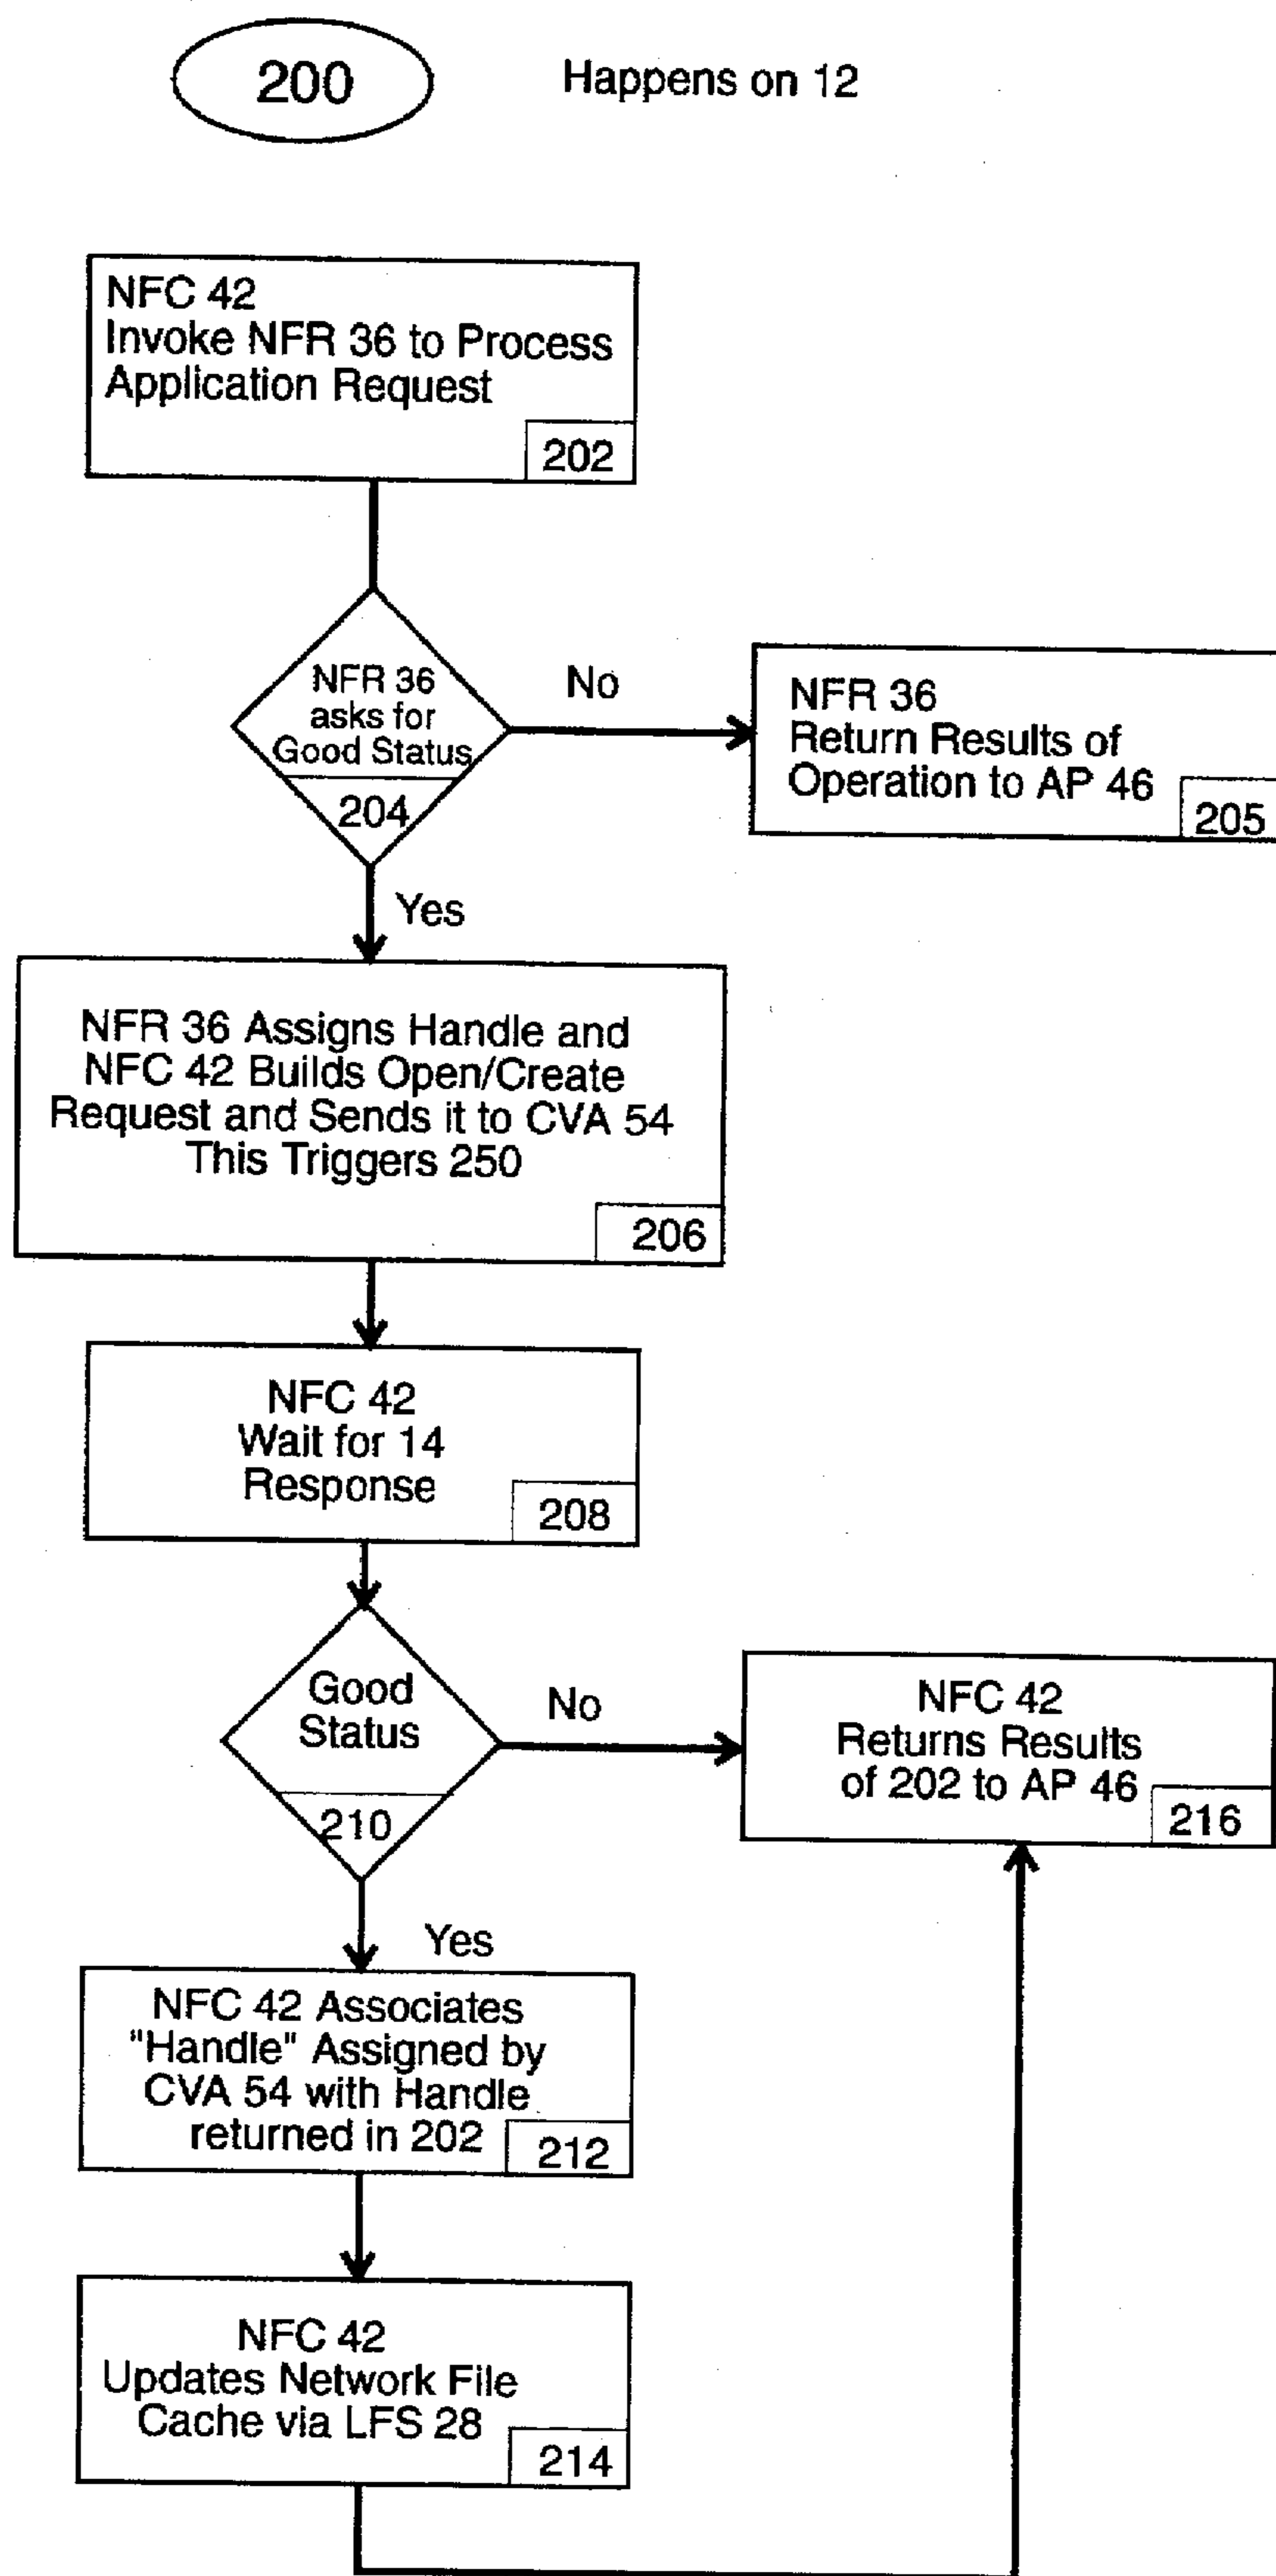 200
Happens on 12
NFC 42
Invoke NFR 36 to Process
Application Request
202
NFR 36
asks for
Good Status
204
No
NFR 36
Return Results of
Operation to AP 46
205
Yes
NFR 36 Assigns Handle and
NFC 42 Builds Open/Create
Request and Sends it to CVA 54
This Triggers 250
206
NFC 42
Wait for 14
Response
208
Good
Status
210
No
NFC 42
Returns Results
of 202 to AP 46
216
Yes
NFC 42 Associates
"Handle" Assigned by
CVA 54 with Handle
returned in 202
212
NFC 42
Updates Network File
Cache via LFS 28
214